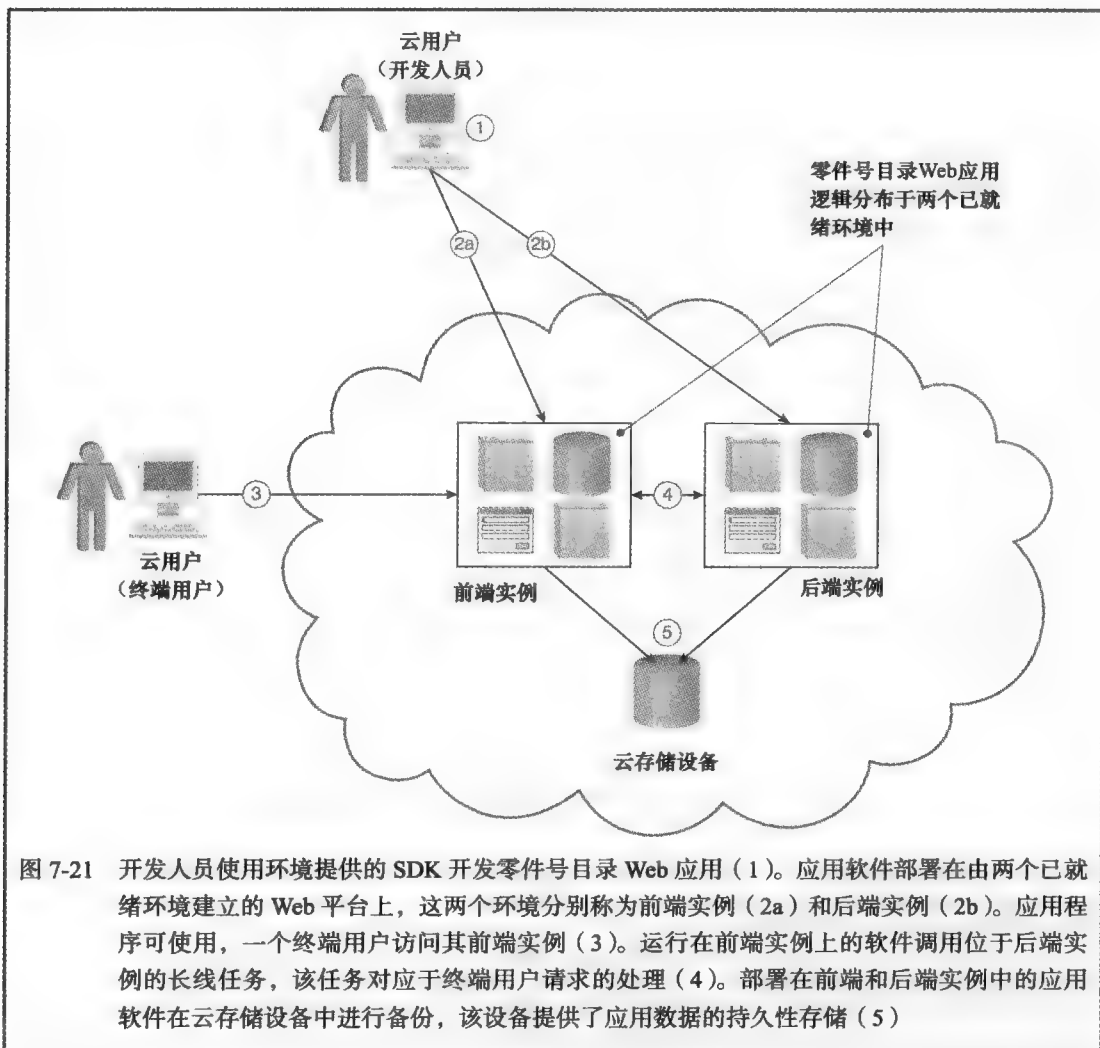 云用户
（开发人员）
1
零件号目录Web应用
逻辑分布于两个已就
绪环境中
2a
2b
3
4
云用户
（终端用户）
前端实例
后端实例
5
云存储设备
图 7-21 开发人员使用环境提供的 SDK 开发零件号目录 Web 应用（1）。应用软件部署在由两个已就
绪环境建立的 Web 平台上，这两个环境分别称为前端实例（2a）和后端实例（2b）。应用程
序可使用，一个终端用户访问其前端实例（3）。运行在前端实例上的软件调用位于后端实
例的长线任务，该任务对应于终端用户请求的处理（4）。部署在前端和后端实例中的应用
软件在云存储设备中进行备份，该设备提供了应用数据的持久性存储（5）